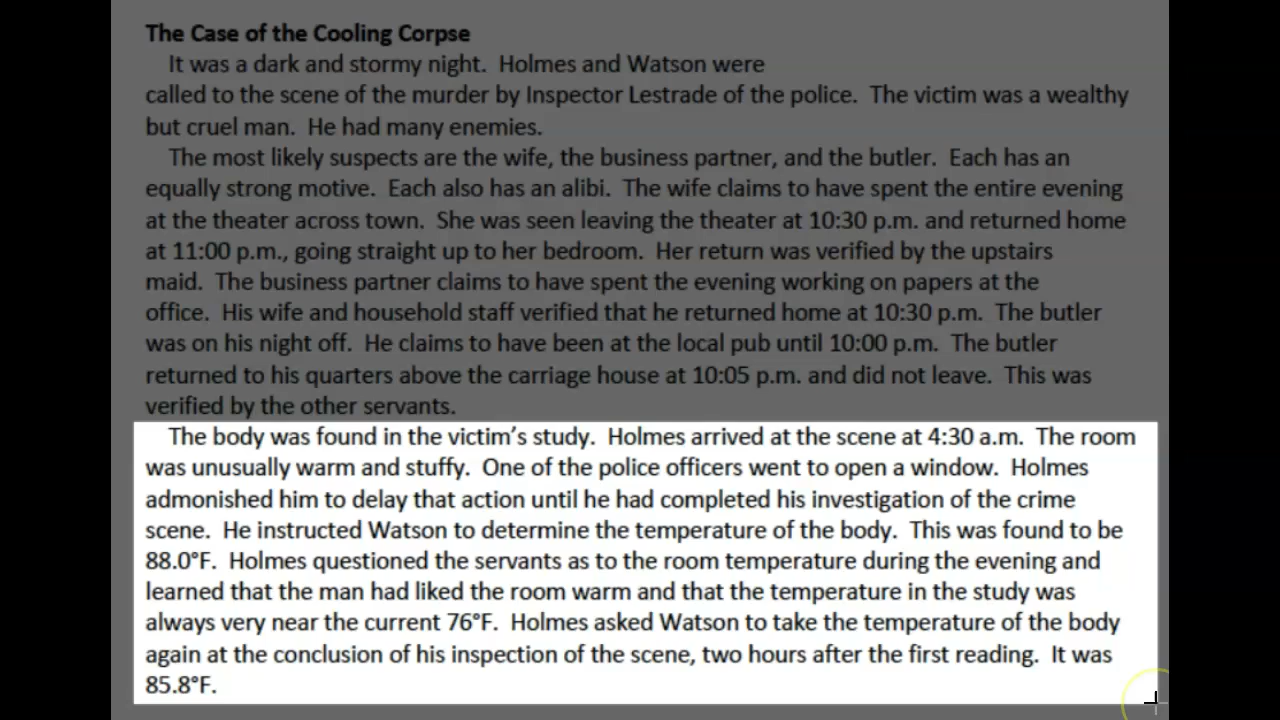 The Case of the Cooling Corpse
It was a dark and stormy night.  Holmes and Watson were
called to the scene of the murder by Inspector Lestrade of the police.  The victim was a wealthy
but cruel man.  He had many enemies.
The most likely suspects are the wife, the business partner, and the butler.  Each has an
equally strong motive.  Each also has an alibi.  The wife claims to have spent the entire evening
at the theater across town.  She was seen leaving the theater at 10:30 p.m. and returned home
at 11:00 p.m., going straight up to her bedroom.  Her return was verified by the upstairs
maid.  The business partner claims to have spent the evening working on papers at the
office.  His wife and household staff verified that he returned home at 10:30 p.m.  The butler
was on his night off.  He claims to have been at the local pub until 10:00 p.m.  The butler
returned to his quarters above the carriage house at 10:05 p.m. and did not leave.  This was
verified by the other servants.
The body was found in the victim's study.  Holmes arrived at the scene at 4:30 a.m.  The room
was unusually warm and stuffy.  One of the police officers went to open a window.  Holmes
admonished him to delay that action until he had completed his investigation of the crime
scene.  He instructed Watson to determine the temperature of the body.  This was found to be
88.0°F.  Holmes questioned the servants as to the room temperature during the evening and
learned that the man had liked the room warm and that the temperature in the study was
always very near the current 76°F.  Holmes asked Watson to take the temperature of the body
again at the conclusion of his inspection of the scene, two hours after the first reading.  It was
85.8°F.